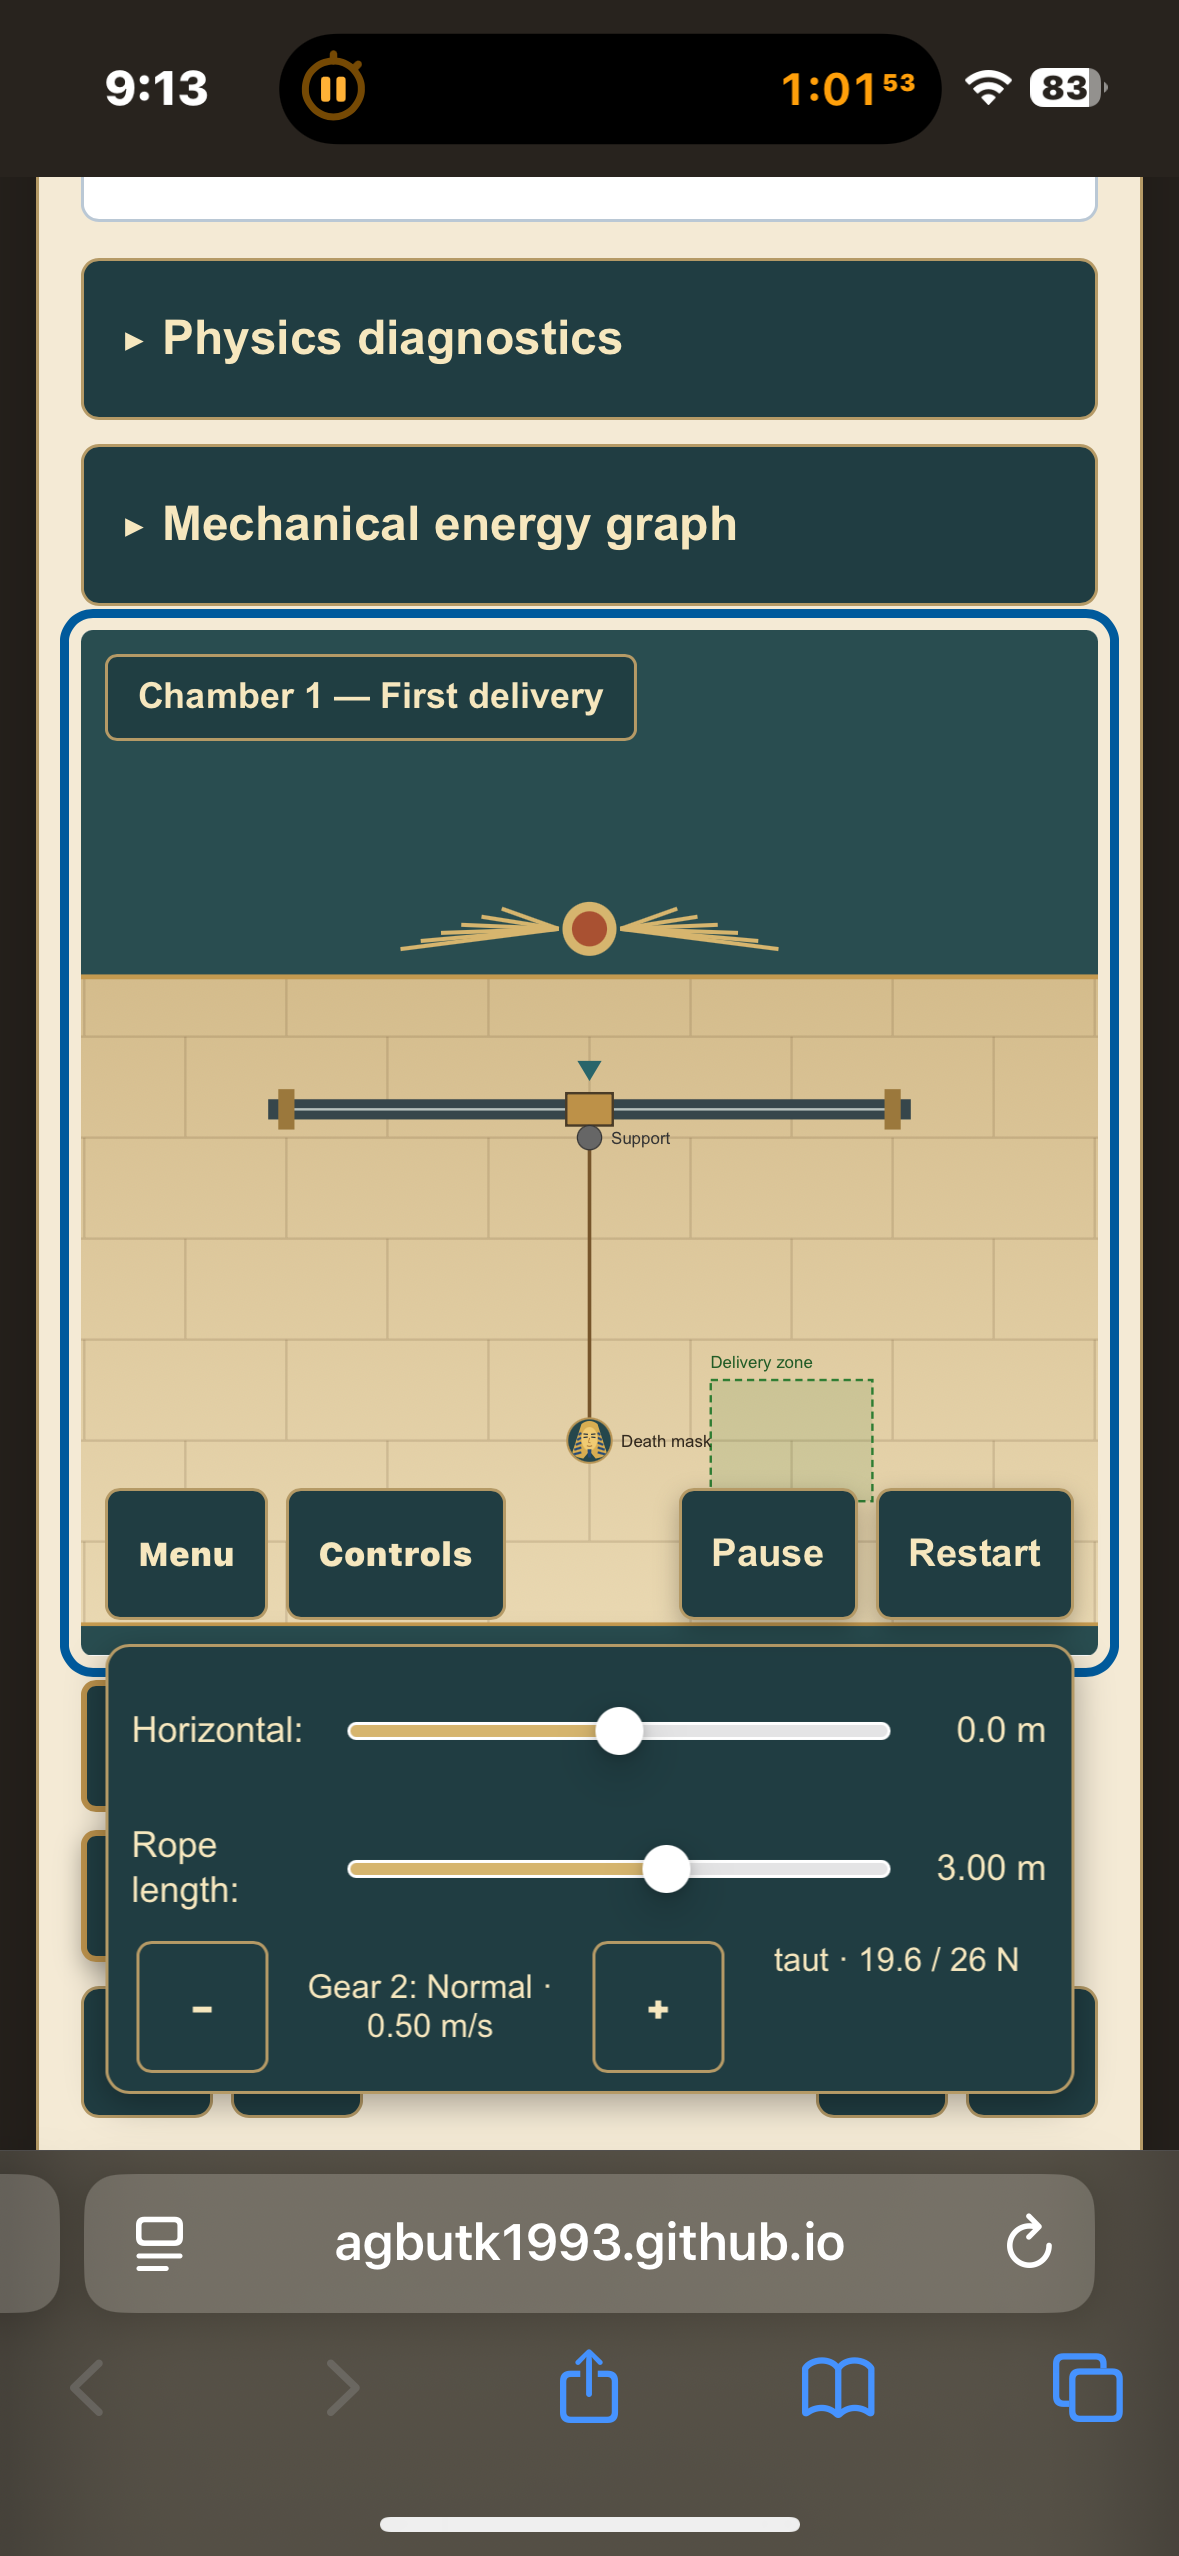 9:13
1:01 53
83
▸ Physics diagnostics
▸ Mechanical energy graph
Chamber 1 — First delivery
Support
Delivery zone
Death mask
Menu
Controls
Pause
Restart
Horizontal:
0.0 m
Rope
length:
3.00 m
−
Gear 2: Normal ·
0.50 m/s
+
taut · 19.6 / 26 N
agbutk1993.github.io